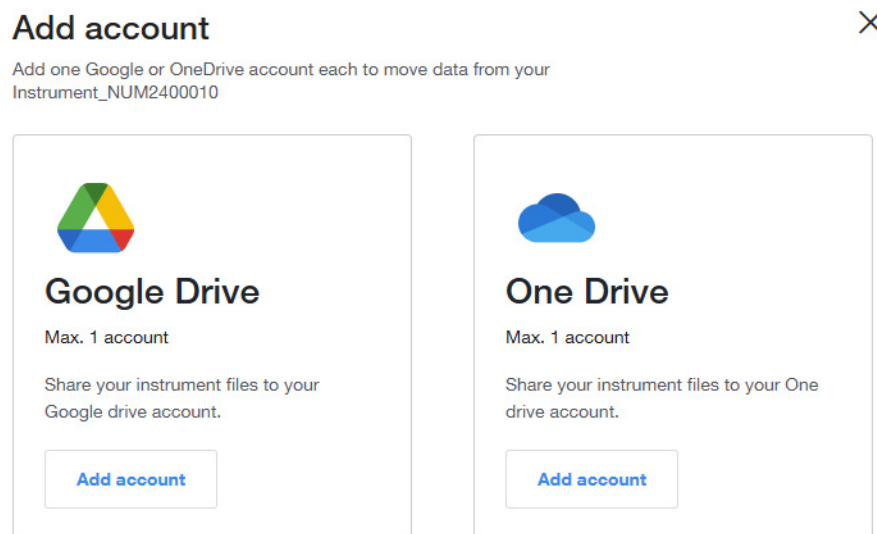 Add account
Add one Google or OneDrive account each to move data from your
Instrument_NUM2400010
Google Drive
Max. 1 account
Share your instrument files to your
Google drive account.
Add account
One Drive
Max. 1 account
Share your instrument files to your One
drive account.
Add account